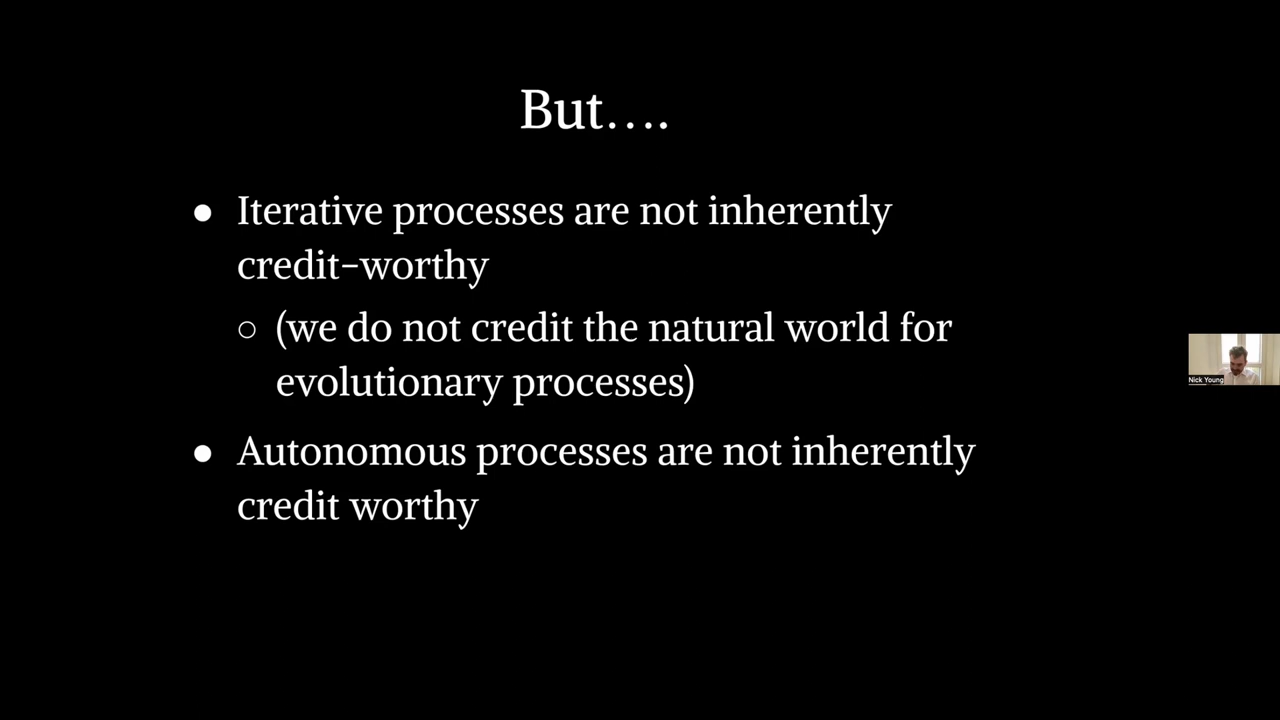 But….
● Iterative processes are not inherently
credit-worthy
○ (we do not credit the natural world for
evolutionary processes)
● Autonomous processes are not inherently
credit worthy
Nick Young